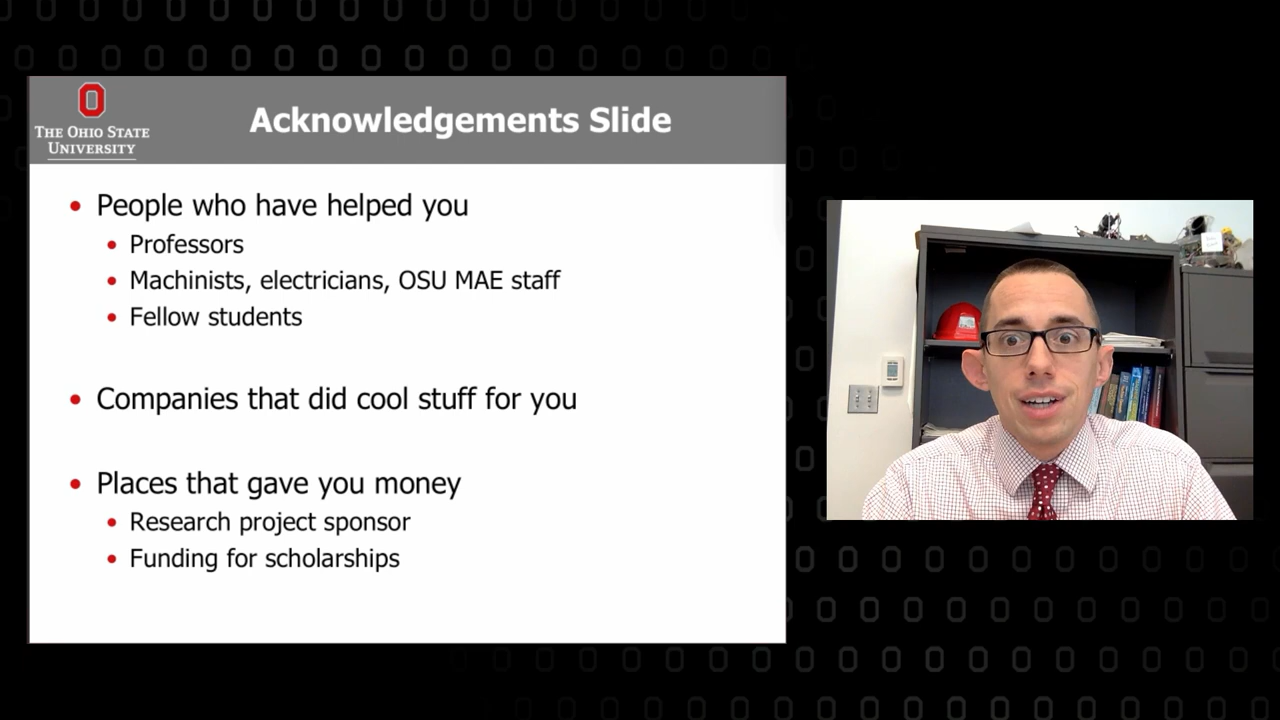 THE OHIO STATE
UNIVERSITY
Acknowledgements Slide
• People who have helped you
• Professors
• Machinists, electricians, OSU MAE staff
• Fellow students
• Companies that did cool stuff for you
• Places that gave you money
• Research project sponsor
• Funding for scholarships